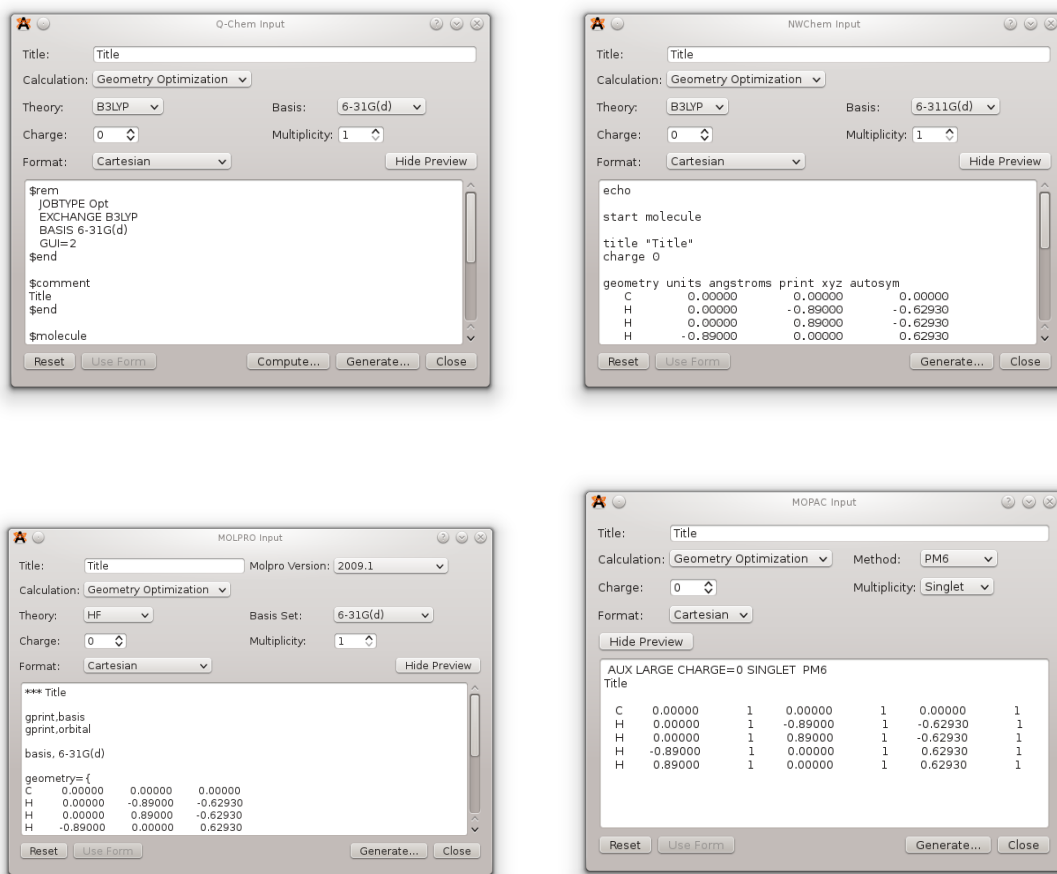 Q-Chem Input
Title: Title
Calculation: Geometry Optimization
Theory: B3LYP Basis: 6-31G(d)
Charge: 0 Multiplicity: 1
Format: Cartesian Hide Preview
$rem
JOBTYPE Opt
EXCHANGE B3LYP
BASIS 6-31G(d)
GUI=2
$end
$comment
Title
$end
$molecule
Reset Use Form Compute... Generate... Close
NWChem Input
Title: Title
Calculation: Geometry Optimization
Theory: B3LYP Basis: 6-311G(d)
Charge: 0 Multiplicity: 1
Format: Cartesian Hide Preview
echo
start molecule
title "Title"
charge 0
geometry units angstroms print xyz autosym
C 0.00000 0.00000 0.00000
H 0.00000 -0.89000 -0.62930
H 0.00000 0.89000 -0.62930
H -0.89000 0.00000 0.62930
Reset Use Form Generate... Close
MOLPRO Input
Title: Title Molpro Version: 2009.1
Calculation: Geometry Optimization
Theory: HF Basis Set: 6-31G(d)
Charge: 0 Multiplicity: 1
Format: Cartesian Hide Preview
*** Title
gprint,basis
gprint,orbital
basis, 6-31G(d)
geometry={
C 0.00000 0.00000 0.00000
H 0.00000 -0.89000 -0.62930
H 0.00000 0.89000 -0.62930
H -0.89000 0.00000 0.62930
Reset Use Form Generate... Close
MOPAC Input
Title: Title
Calculation: Geometry Optimization Method: PM6
Charge: 0 Multiplicity: Singlet
Format: Cartesian
Hide Preview
AUX LARGE CHARGE=0 SINGLET PM6
Title
C 0.00000 1 0.00000 1 0.00000 1
H 0.00000 1 -0.89000 1 -0.62930 1
H 0.00000 1 0.89000 1 -0.62930 1
H -0.89000 1 0.00000 1 0.62930 1
H 0.89000 1 0.00000 1 0.62930 1
Reset Use Form Generate... Close